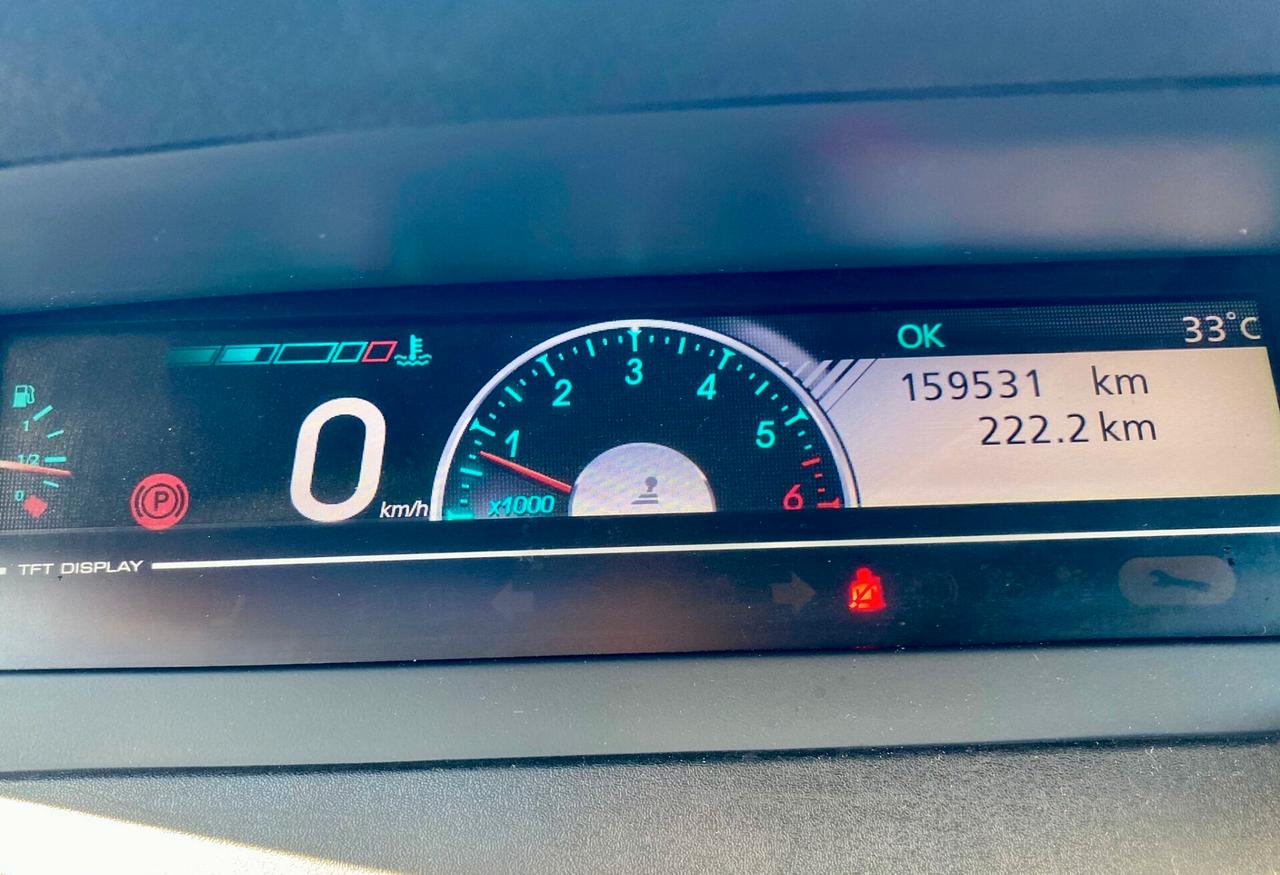 OK 33°C
159531 km
222.2 km
1
1/2
0
P
0 km/h
1 2 3 4 5 6
x1000
TFT DISPLAY